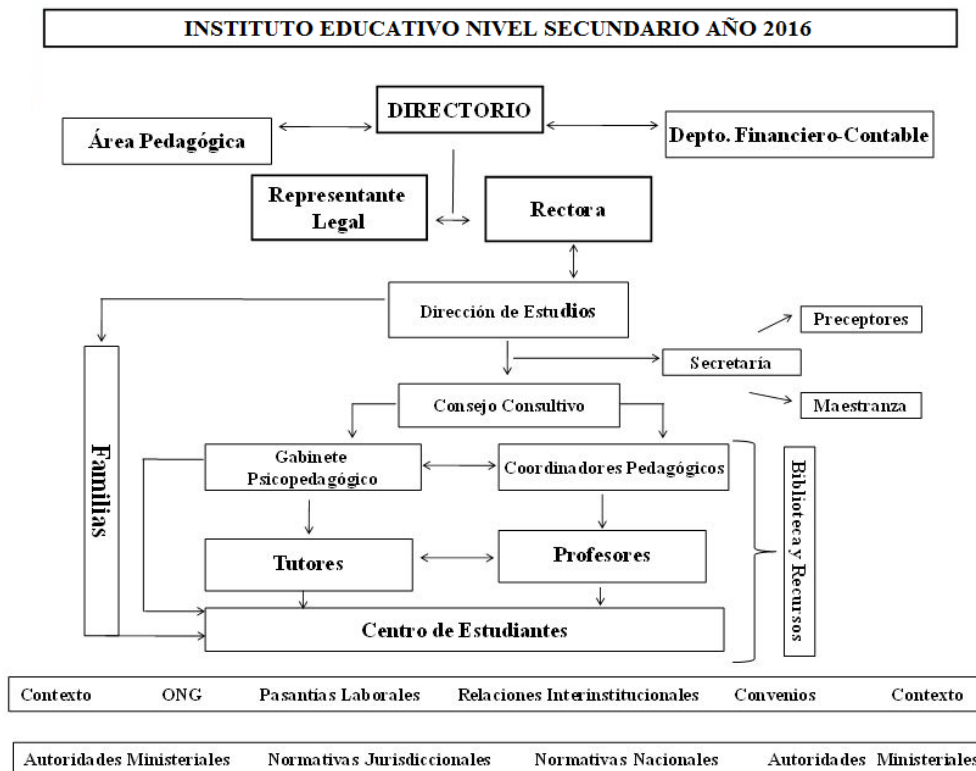 INSTITUTO EDUCATIVO NIVEL SECUNDARIO AÑO 2016
DIRECTORIO
Área Pedagógica
Depto. Financiero-Contable
Representante
Legal
Rectora
Dirección de Estudios
Preceptores
Secretaría
Maestranza
Consejo Consultivo
Familias
Gabinete
Psicopedagógico
Coordinadores Pedagógicos
Biblioteca y Recursos
Tutores
Profesores
Centro de Estudiantes
Contexto ONG Pasantías Laborales Relaciones Interinstitucionales Convenios Contexto
Autoridades Ministeriales Normativas Jurisdiccionales Normativas Nacionales Autoridades Ministeriales